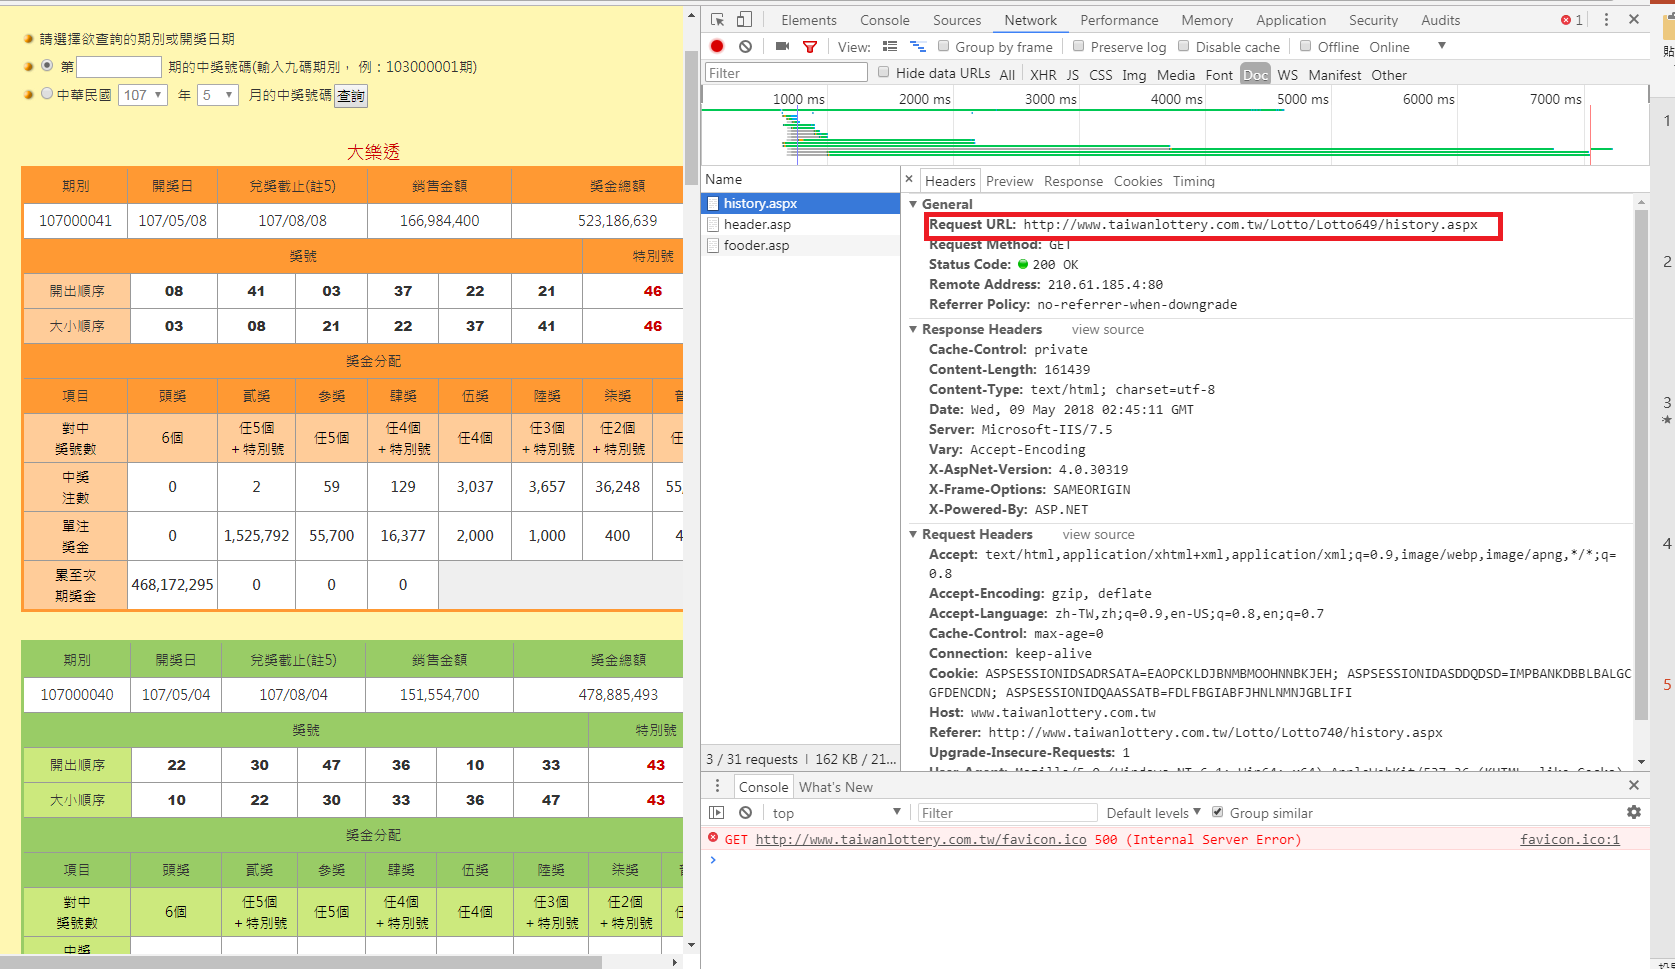 請選擇欲查詢的期別或開獎日期
第 期的中獎號碼(輸入九碼期別， 例：103000001期)
中華民國 107 年 5 月的中獎號碼 查詢
大樂透
期別 開獎日 兌獎截止(註5) 銷售金額 獎金總額
107000041 107/05/08 107/08/08 166,984,400 523,186,639
獎號 特別號
開出順序 08 41 03 37 22 21 46
大小順序 03 08 21 22 37 41 46
獎金分配
項目 頭獎 貳獎 參獎 肆獎 伍獎 陸獎 柒獎
對中 任5個 任4個 任3個 任2個
獎號數 6個 +特別號 任5個 +特別號 任4個 +特別號 +特別號 任
中獎
注數 0 2 59 129 3,037 3,657 36,248 55,
單注
獎金 0 1,525,792 55,700 16,377 2,000 1,000 400 4
累至次
期獎金 468,172,295 0 0 0
期別 開獎日 兌獎截止(註5) 銷售金額 獎金總額
107000040 107/05/04 107/08/04 151,554,700 478,885,493
獎號 特別號
開出順序 22 30 47 36 10 33 43
大小順序 10 22 30 33 36 47 43
獎金分配
項目 頭獎 貳獎 參獎 肆獎 伍獎 陸獎 柒獎
對中 任5個 任4個 任3個 任2個
獎號數 6個 +特別號 任5個 +特別號 任4個 +特別號 +特別號
中獎
Elements Console Sources Network Performance Memory Application Security Audits 1
View: Group by frame Preserve log Disable cache Offline Online
Filter Hide data URLs All XHR JS CSS Img Media Font Doc WS Manifest Other
1000 ms 2000 ms 3000 ms 4000 ms 5000 ms 6000 ms 7000 ms
Name
history.aspx
header.asp
fooder.asp
3 / 31 requests | 162 KB / 21...
× Headers Preview Response Cookies Timing
General
Request URL: http://www.taiwanlottery.com.tw/Lotto/Lotto649/history.aspx
Request Method: GET
Status Code: 200 OK
Remote Address: 210.61.185.4:80
Referrer Policy: no-referrer-when-downgrade
Response Headers view source
Cache-Control: private
Content-Length: 161439
Content-Type: text/html; charset=utf-8
Date: Wed, 09 May 2018 02:45:11 GMT
Server: Microsoft-IIS/7.5
Vary: Accept-Encoding
X-AspNet-Version: 4.0.30319
X-Frame-Options: SAMEORIGIN
X-Powered-By: ASP.NET
Request Headers view source
Accept: text/html,application/xhtml+xml,application/xml;q=0.9,image/webp,image/apng,*/*;q=
0.8
Accept-Encoding: gzip, deflate
Accept-Language: zh-TW,zh;q=0.9,en-US;q=0.8,en;q=0.7
Cache-Control: max-age=0
Connection: keep-alive
Cookie: ASPSESSIONIDSADRSATA=EAOPCKLDJBNMBMOOHNNBKJEH; ASPSESSIONIDASDDQDSD=IMPBANKDBBLBALGC
GFDENCDN; ASPSESSIONIDQAASSATB=FDLFBGIABFJHNLNMNJGBLIFI
Host: www.taiwanlottery.com.tw
Referer: http://www.taiwanlottery.com.tw/Lotto/Lotto740/history.aspx
Upgrade-Insecure-Requests: 1
User-Agent: Mozilla/5.0 (Windows NT 6.1; Win64; x64) AppleWebKit/537.36 (KHTML, like Gecko)
Console What's New
top Filter Default levels Group similar
GET http://www.taiwanlottery.com.tw/favicon.ico 500 (Internal Server Error) favicon.ico:1
1
2
3
4
5